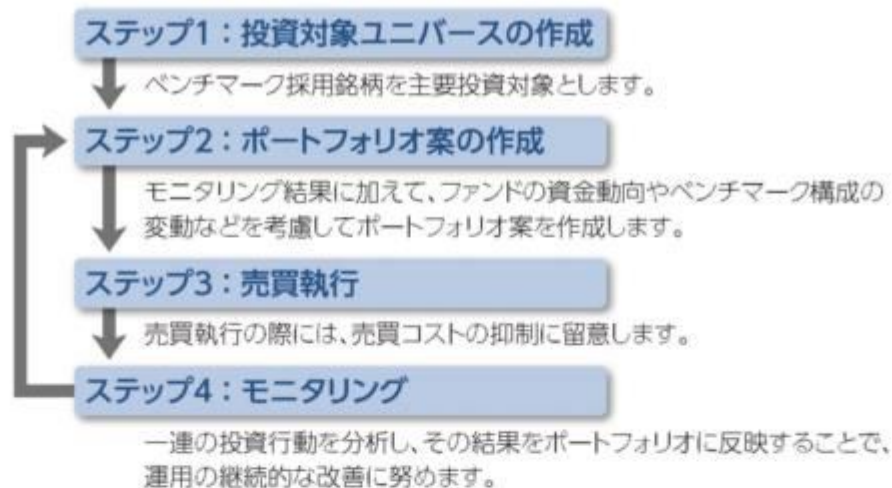 ステップ1：投資対象ユニバースの作成
ベンチマーク採用銘柄を主要投資対象とします。
ステップ2：ポートフォリオ案の作成
モニタリング結果に加えて、ファンドの資金動向やベンチマーク構成の
変動などを考慮してポートフォリオ案を作成します。
ステップ3：売買執行
売買執行の際には、売買コストの抑制に留意します。
ステップ4：モニタリング
一連の投資行動を分析し、その結果をポートフォリオに反映することで、
運用の継続的な改善に努めます。